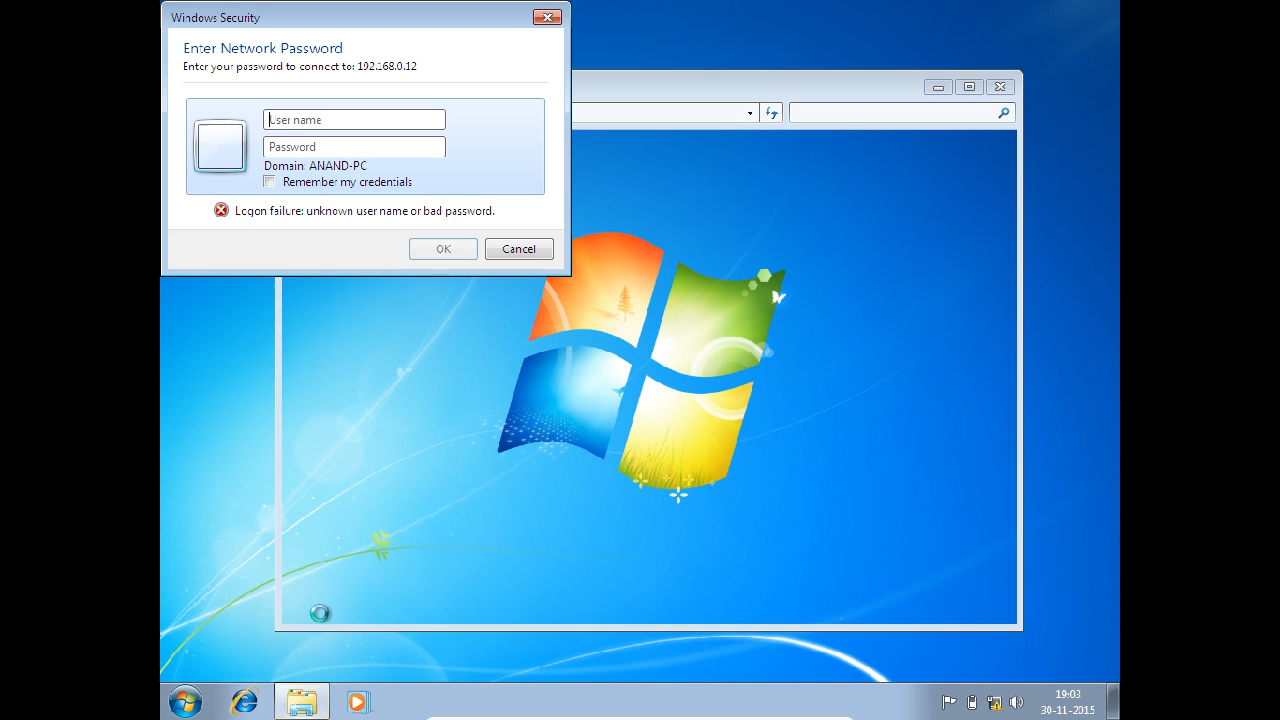 Windows Security
Enter Network Password
Enter your password to connect to: 192.168.0.12
User name
Password
Domain: ANAND-PC
Remember my credentials
Logon failure: unknown user name or bad password.
OK
Cancel
19:03
30-11-2015